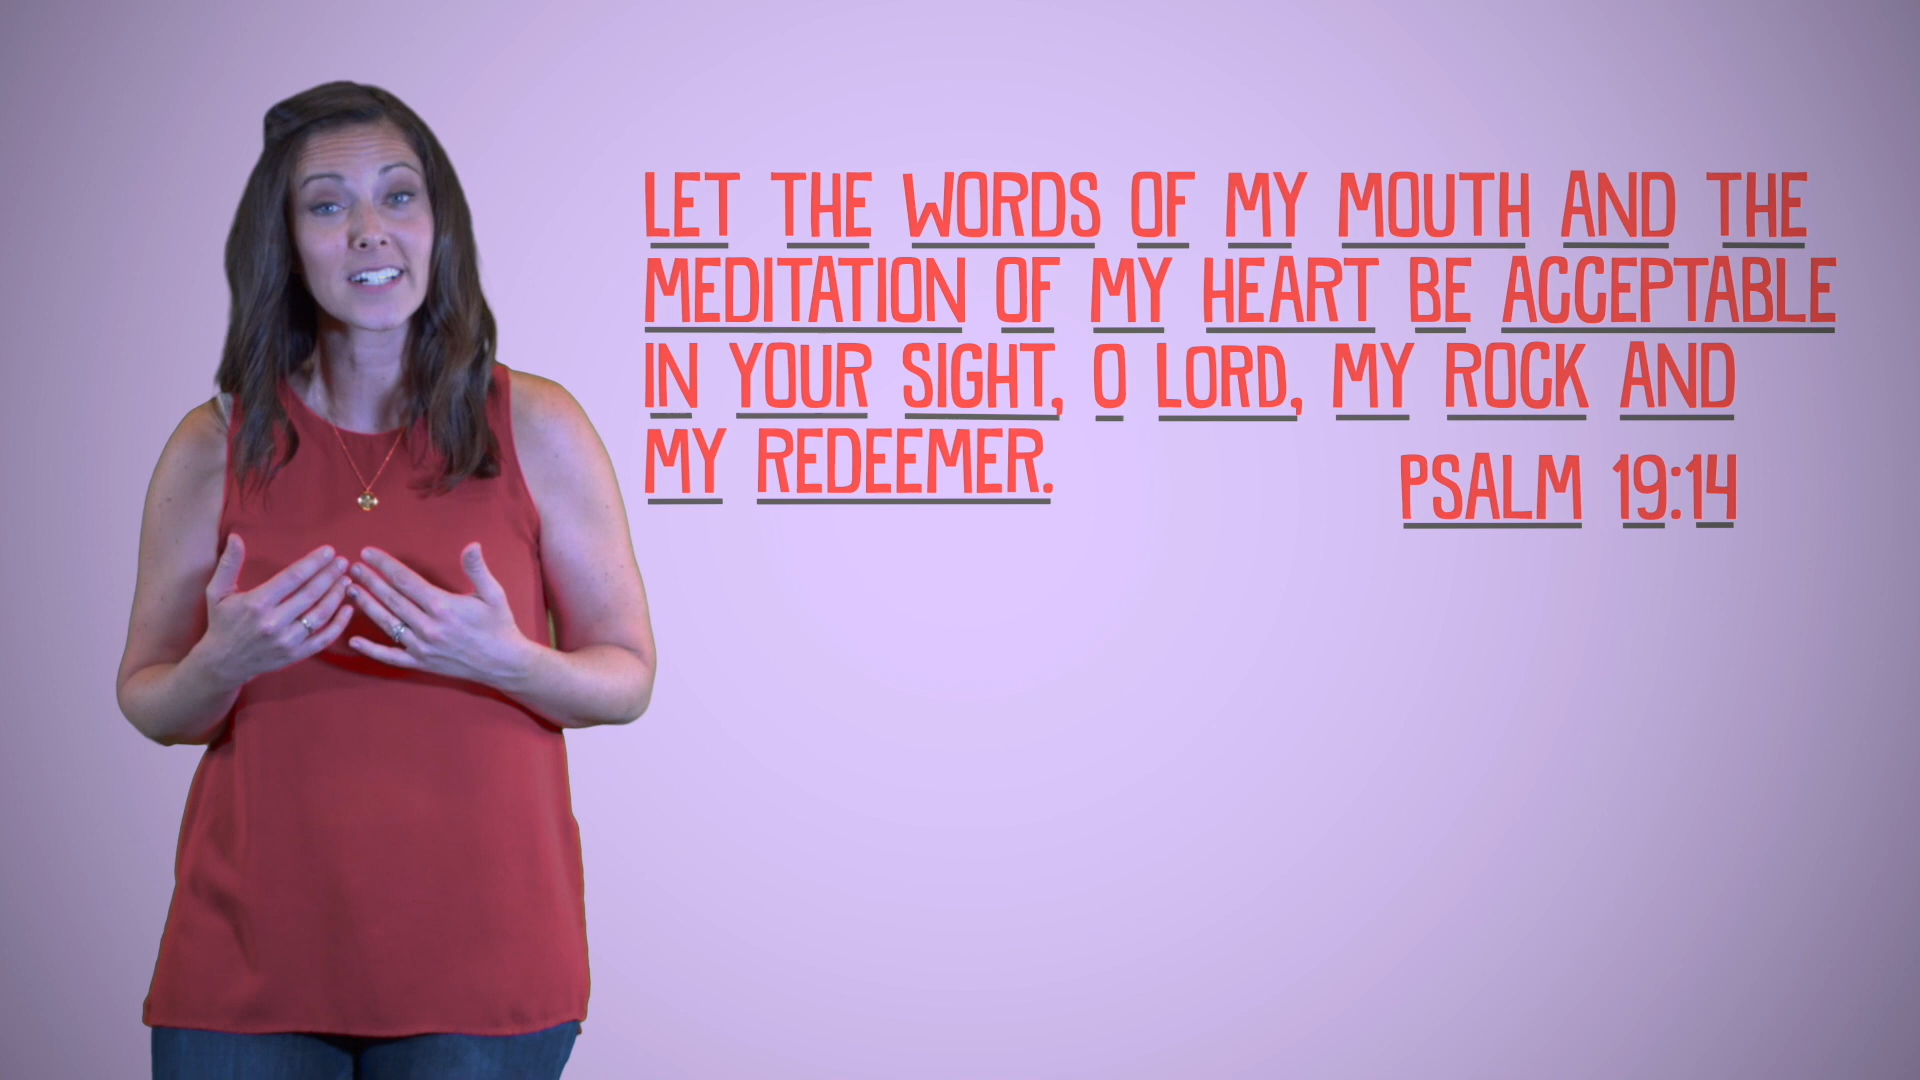 LET THE WORDS OF MY MOUTH AND THE
MEDITATION OF MY HEART BE ACCEPTABLE
IN YOUR SIGHT, O LORD, MY ROCK AND
MY REDEEMER.
PSALM 19:14